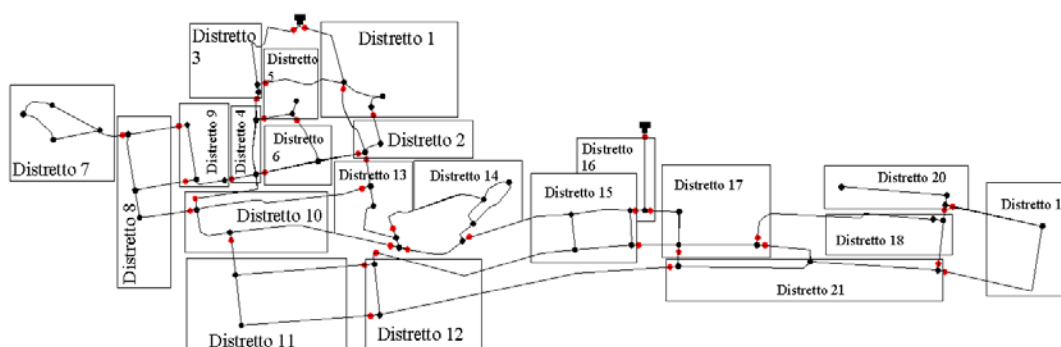 Distretto 1
Distretto
3
Distretto
5
Distretto 9
Distretto 4
Distretto 2
Distretto
6
Distretto 7
Distretto 8
Distretto
16
Distretto 13
Distretto 14
Distretto 15
Distretto 17
Distretto 20
Distretto 1
Distretto 10
Distretto 18
Distretto 21
Distretto 11
Distretto 12